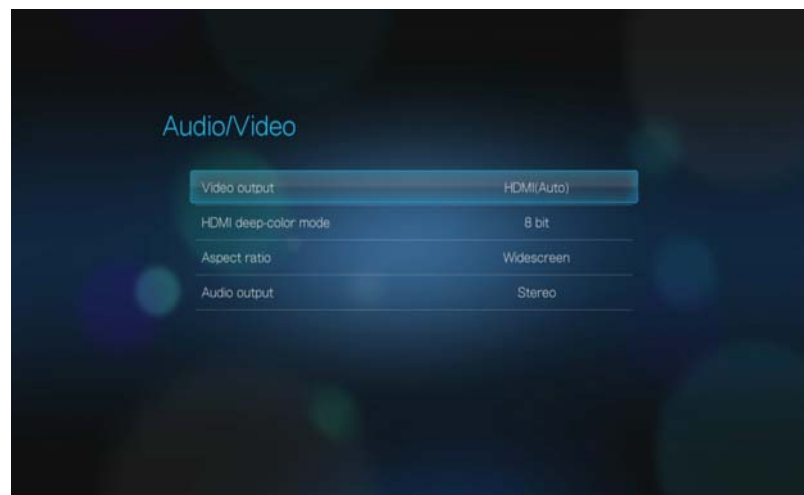 Audio/Video
Video output HDMI(Auto)
HDMI deep-color mode 8 bit
Aspect ratio Widescreen
Audio output Stereo